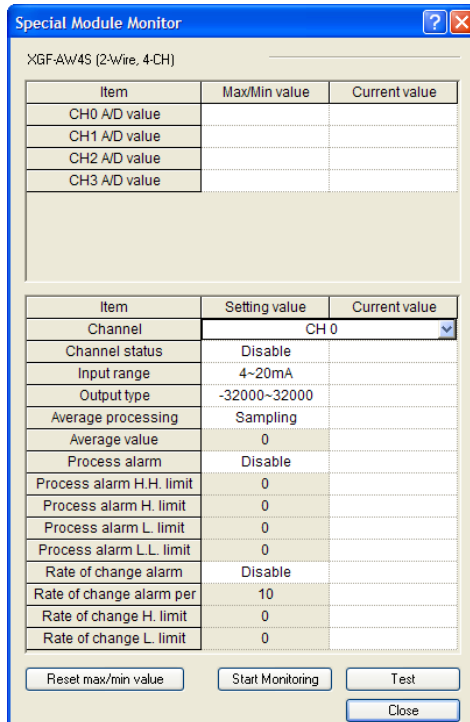 Special Module Monitor
XGF-AW4S (2-Wire, 4-CH)
Item Max/Min value Current value
CH0 A/D value
CH1 A/D value
CH2 A/D value
CH3 A/D value
Item Setting value Current value
Channel CH 0
Channel status Disable
Input range 4~20mA
Output type -32000~32000
Average processing Sampling
Average value 0
Process alarm Disable
Process alarm H.H. limit 0
Process alarm H. limit 0
Process alarm L. limit 0
Process alarm L.L. limit 0
Rate of change alarm Disable
Rate of change alarm per 10
Rate of change H. limit 0
Rate of change L. limit 0
Reset max/min value Start Monitoring Test
Close